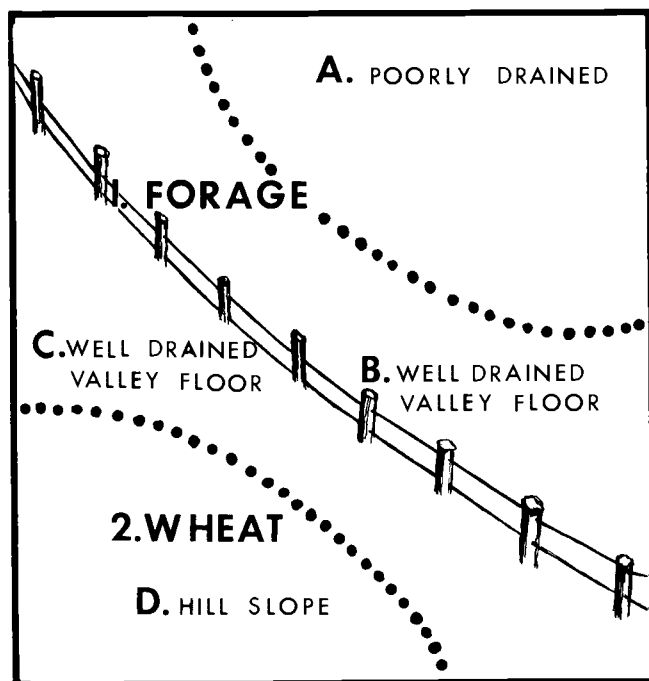 A. POORLY DRAINED
1. FORAGE
C. WELL DRAINED
VALLEY FLOOR
B. WELL DRAINED
VALLEY FLOOR
2. WHEAT
D. HILL SLOPE